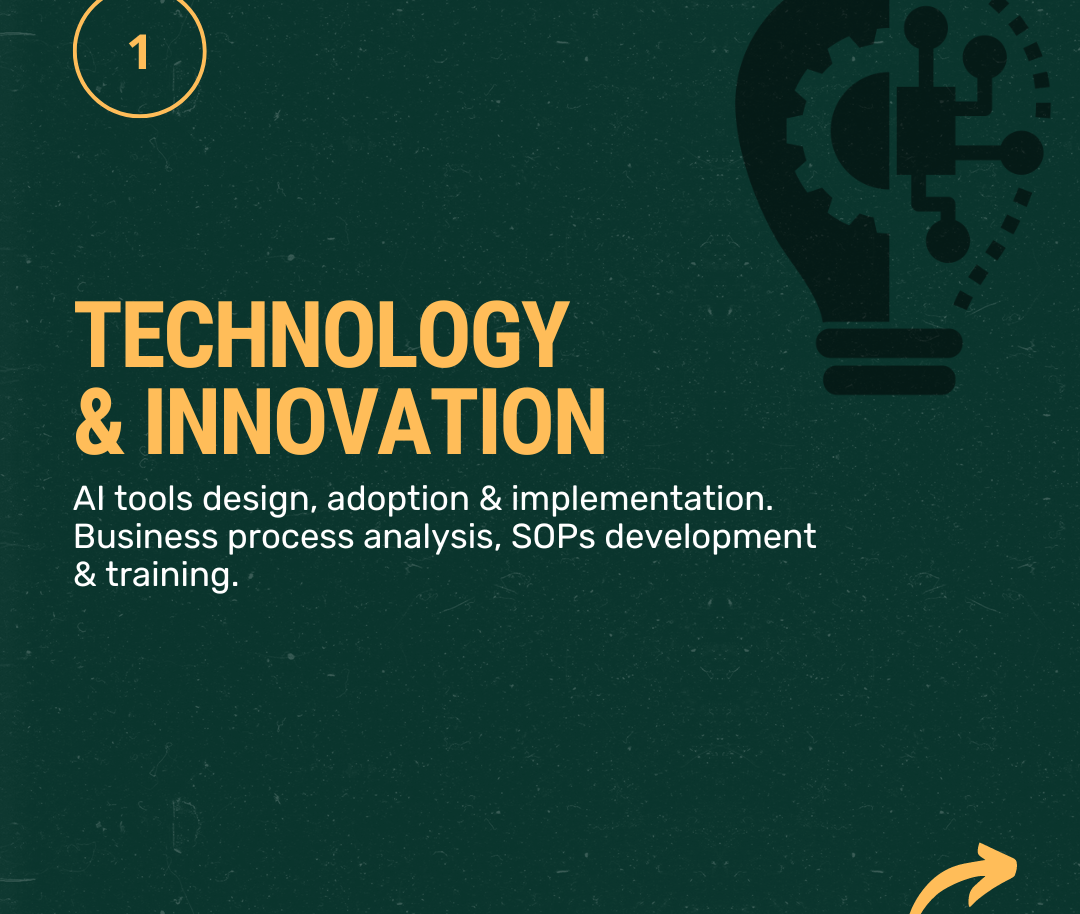 1
TECHNOLOGY
& INNOVATION
AI tools design, adoption & implementation.
Business process analysis, SOPs development
& training.